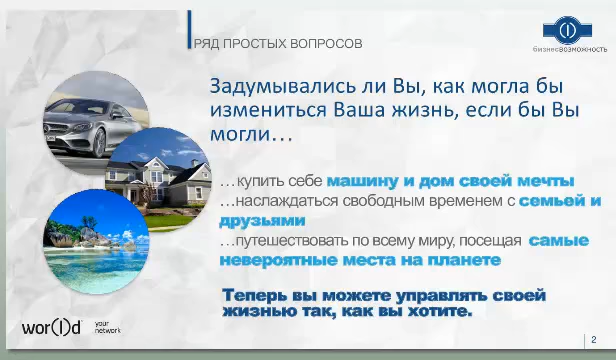 РЯД ПРОСТЫХ ВОПРОСОВ
бизнесВОЗМОЖНОСТЬ
Задумывались ли Вы, как могла бы
измениться Ваша жизнь, если бы Вы
могли…
…купить себе машину и дом своей мечты
…наслаждаться свободным временем с семьей и
друзьями
…путешествовать по всему миру, посещая самые
невероятные места на планете
Теперь вы можете управлять своей
жизнью так, как вы хотите.
wor(l)d
your
network
2